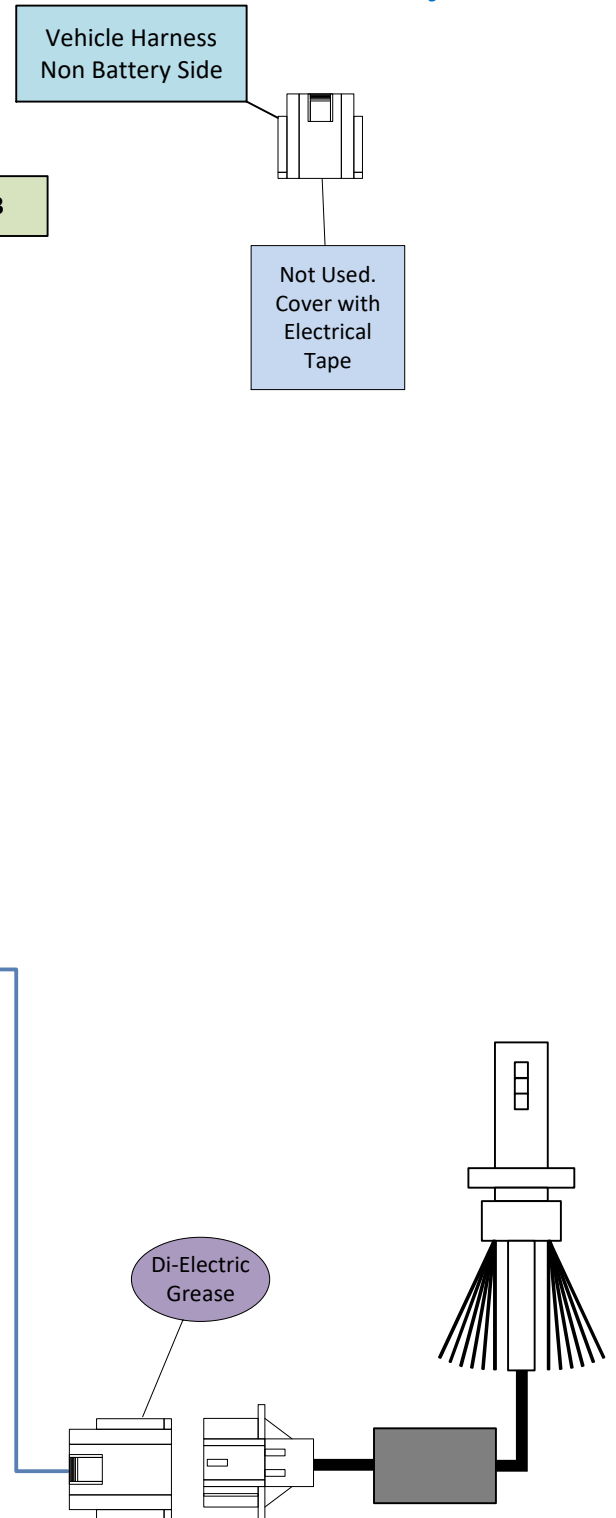 Vehicle Harness
Non Battery Side
Not Used.
Cover with
Electrical
Tape
Di-Electric
Grease